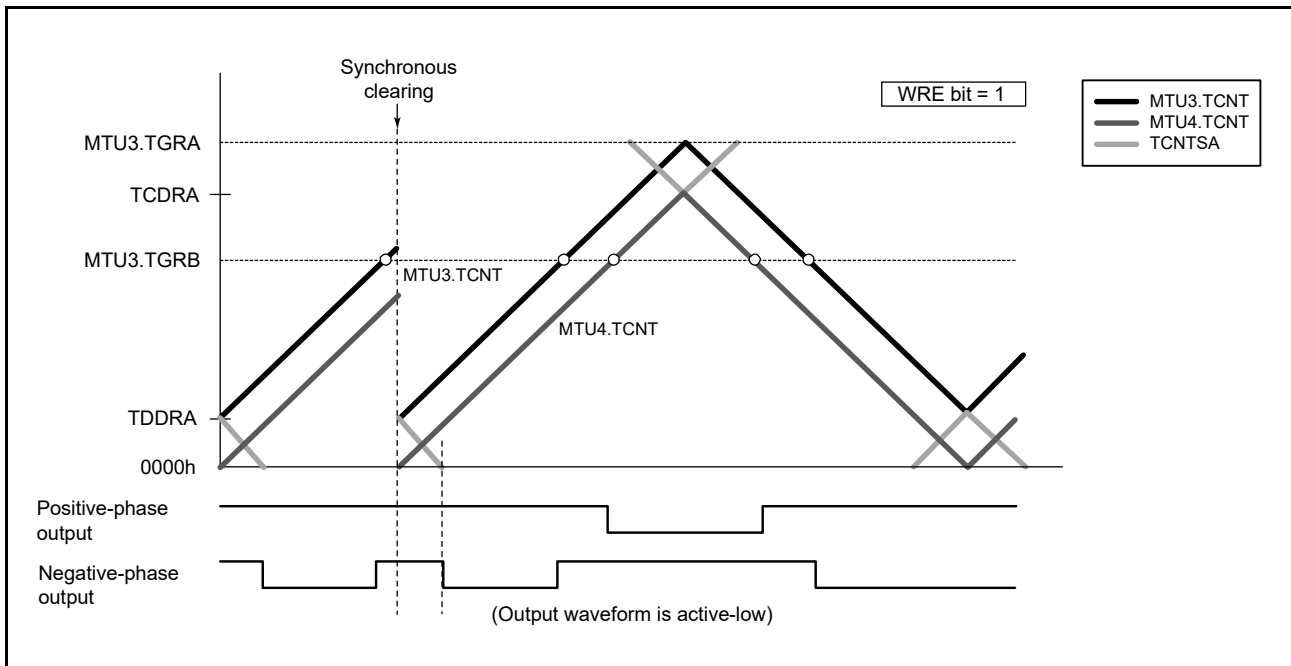 Synchronous
clearing
WRE bit = 1
MTU3.TCNT
MTU4.TCNT
TCNTSA
MTU3.TGRA
TCDRA
MTU3.TGRB
MTU3.TCNT
MTU4.TCNT
TDDRA
0000h
Positive-phase
output
Negative-phase
output
(Output waveform is active-low)